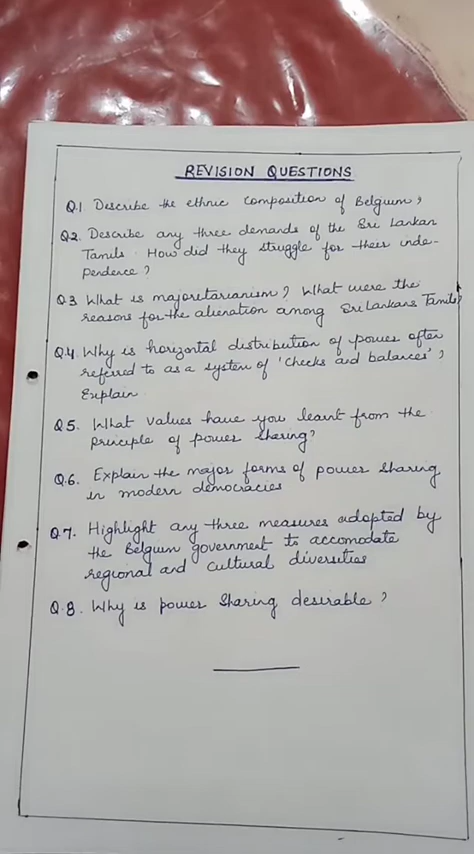 REVISION QUESTIONS
Q.1. Describe the ethnic composition of Belgium?
Q2. Describe any three demands of the Sri Lankan
Tamils. How did they struggle for their inde-
pendence?
Q.3 What is majoritarianism? What were the
reasons for the alienation among Sri Lankans Tamils?
Q.4. Why is horizontal distribution of power often
referred to as a system of 'Checks and balances'?
Explain
Q5. What values have you learnt from the
principle of power sharing?
Q.6. Explain the major forms of power sharing
in modern democracies
Q7. Highlight any three measures adopted by
the Belgium government to accomodate
regional and cultural diversities
Q.8. Why is power sharing desirable?